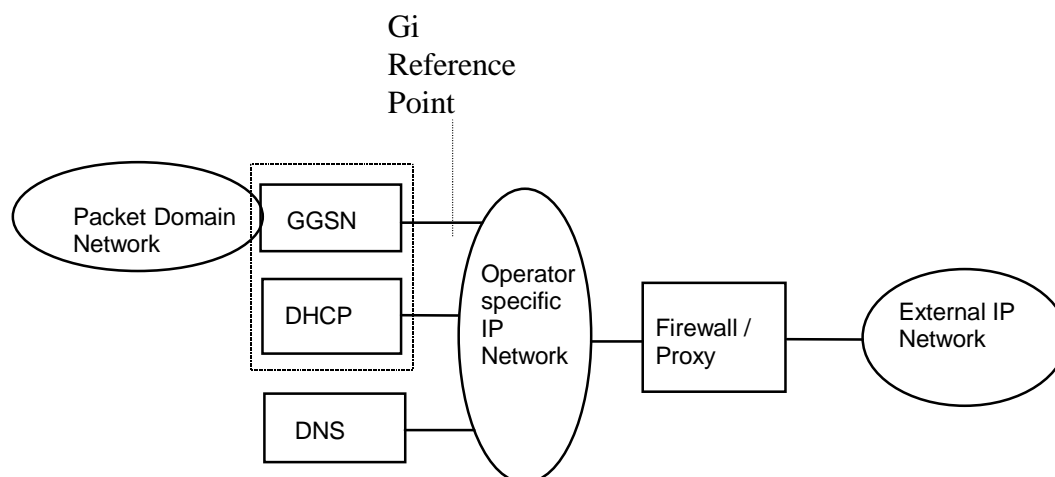 Gi
Reference
Point
Packet Domain
Network
GGSN
DHCP
DNS
Operator
specific
IP
Network
Firewall /
Proxy
External IP
Network